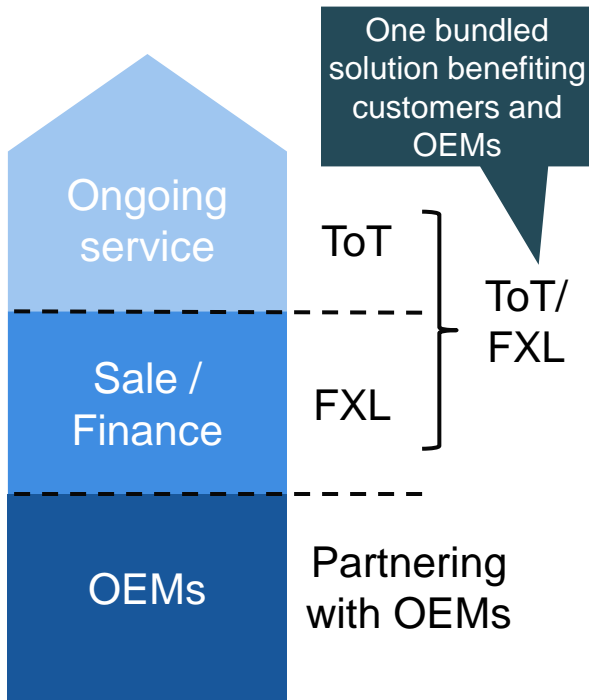 One bundled
solution benefiting
customers and
OEMs
Ongoing
service
ToT
ToT/
FXL
Sale /
Finance
FXL
OEMs
Partnering
with OEMs